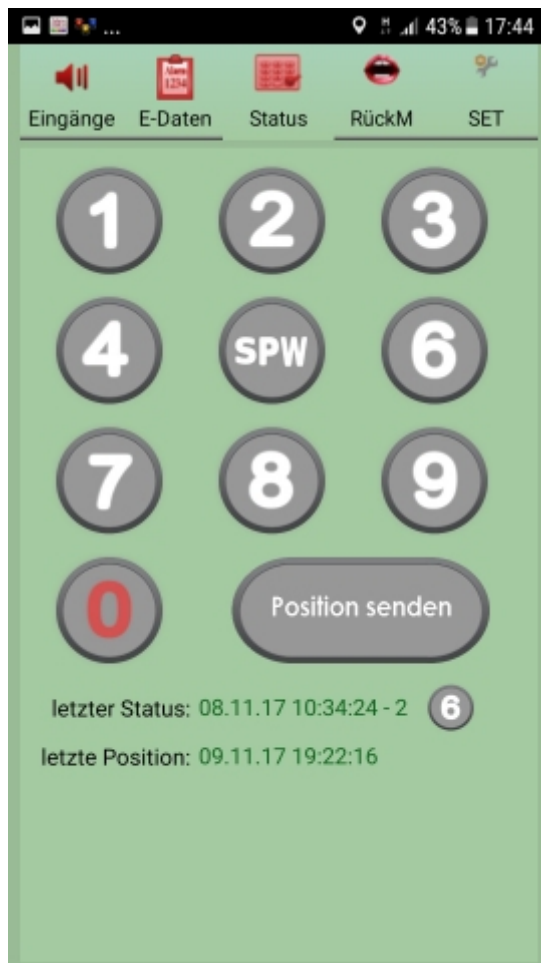 ... 43% 17:44
Alarm
1234
Eingänge E-Daten Status RückM SET
1 2 3
4 SPW 6
7 8 9
0 Position senden
letzter Status: 08.11.17 10:34:24 - 2 6
letzte Position: 09.11.17 19:22:16